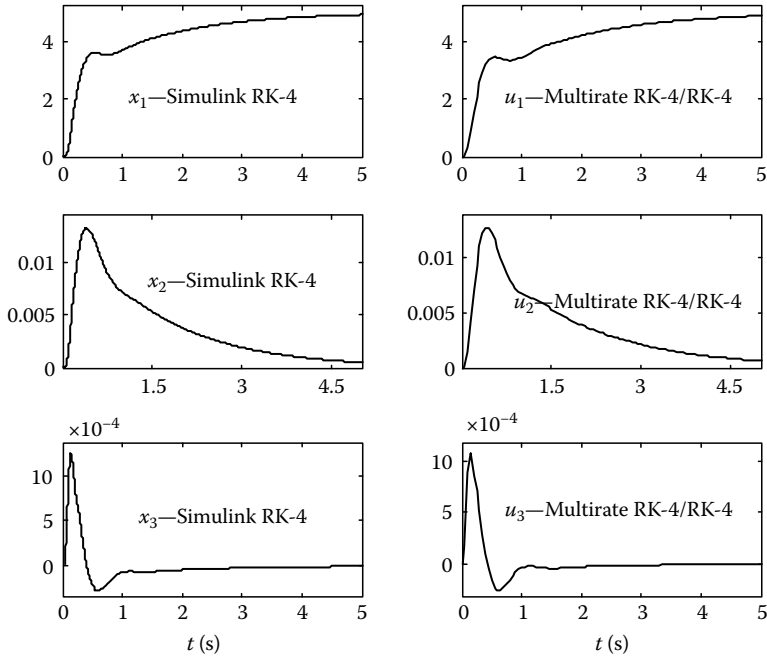 4
2
0
x₁—Simulink RK-4
0 1 2 3 4 5
4
2
0
u₁—Multirate RK-4/RK-4
0 1 2 3 4 5
0.01
0.005
0
x₂—Simulink RK-4
1.5 3 4.5
0.01
0.005
0
u₂—Multirate RK-4/RK-4
1.5 3 4.5
×10⁻⁴
10
5
0
x₃—Simulink RK-4
0 1 2 3 4 5
t (s)
×10⁻⁴
10
5
0
u₃—Multirate RK-4/RK-4
0 1 2 3 4 5
t (s)